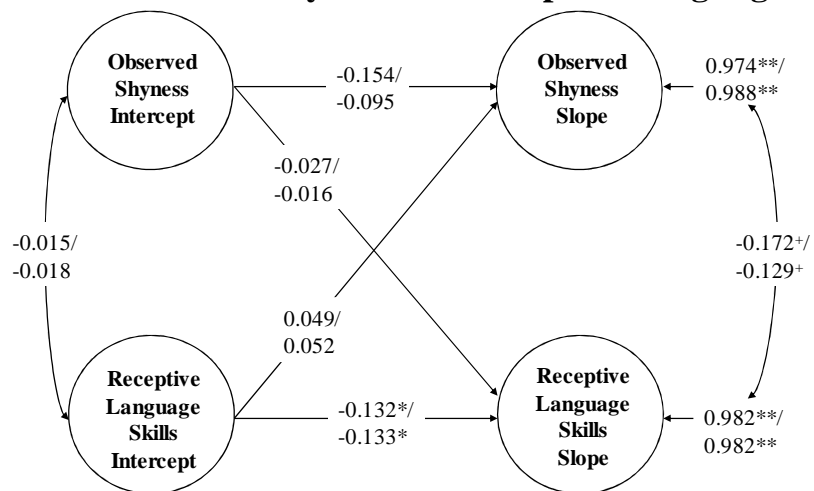 Observed
Shyness
Intercept
-0.154/
-0.095
Observed
Shyness
Slope
0.974**/
0.988**
-0.027/
-0.016
-0.015/
-0.018
-0.172⁺/
-0.129⁺
0.049/
0.052
Receptive
Language
Skills
Intercept
-0.132*/
-0.133*
Receptive
Language
Skills
Slope
0.982**/
0.982**